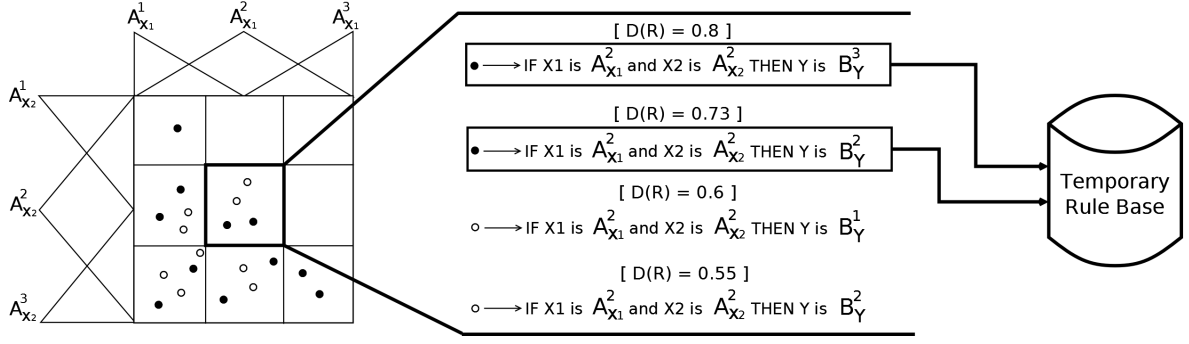 A¹x₁ A²x₁ A³x₁
A¹x₂
A²x₂
A³x₂
[ D(R) = 0.8 ]
IF X1 is A²x₁ and X2 is A²x₂ THEN Y is B³Y
[ D(R) = 0.73 ]
IF X1 is A²x₁ and X2 is A²x₂ THEN Y is B²Y
[ D(R) = 0.6 ]
IF X1 is A²x₁ and X2 is A²x₂ THEN Y is B¹Y
[ D(R) = 0.55 ]
IF X1 is A²x₁ and X2 is A²x₂ THEN Y is B²Y
Temporary
Rule Base